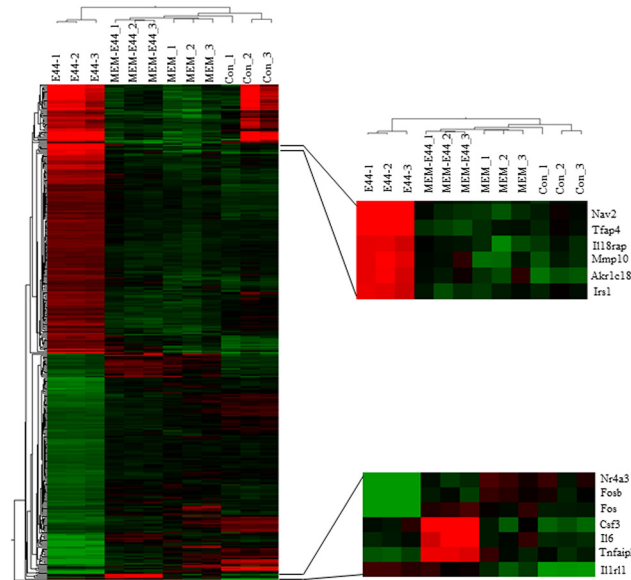 E44-1
E44-2
E44-3
MEM-E44_1
MEM-E44_2
MEM-E44_3
MEM_1
MEM_2
MEM_3
Con_1
Con_2
Con_3
E44-1
E44-2
E44-3
MEM-E44_1
MEM-E44_2
MEM-E44_3
MEM_1
MEM_2
MEM_3
Con_1
Con_2
Con_3
Nav2
Tfap4
Il18rap
Mmp10
Akr1c18
Irs1
Nr4a3
Fosb
Fos
Csf3
Il6
Tnfaip
Il1rl1